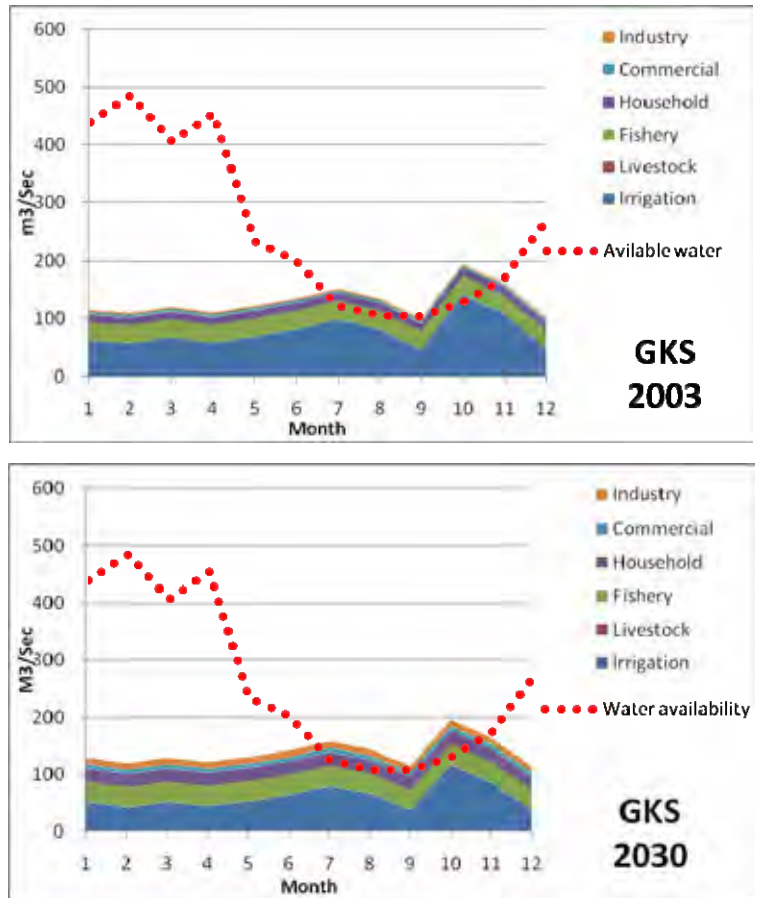 600
500
400
300
200
100
0
m3/Sec
1 2 3 4 5 6 7 8 9 10 11 12
Month
Industry
Commercial
Household
Fishery
Livestock
Irrigation
Avilable water
GKS
2003
600
500
400
300
200
100
0
M3/Sec
1 2 3 4 5 6 7 8 9 10 11 12
Month
Industry
Commercial
Household
Fishery
Livestock
Irrigation
Water availability
GKS
2030